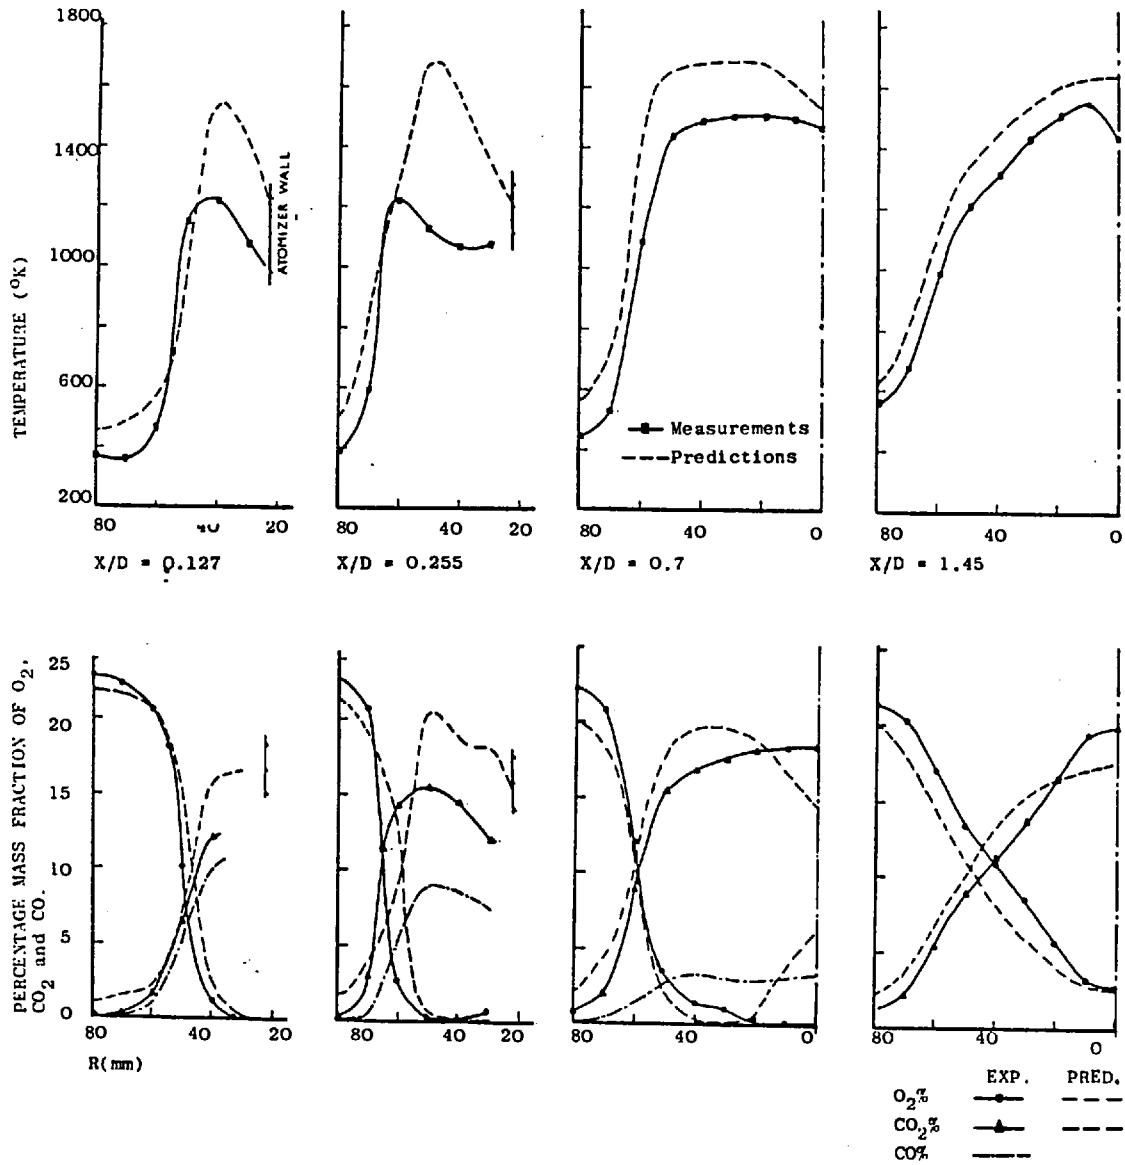 1800
1400
1000
600
200
TEMPERATURE (°K)
ATOMIZER WALL
Measurements
Predictions
80 40 20
80 40 20
80 40 0
80 40 0
X/D = 0.127
X/D = 0.255
X/D = 0.7
X/D = 1.45
PERCENTAGE MASS FRACTION OF O2,
CO2 and CO.
25
20
15
10
5
0
80 40 20
80 40 20
80 40 0
80 40 0
R(mm)
EXP. PRED.
O2%
CO2%
CO%